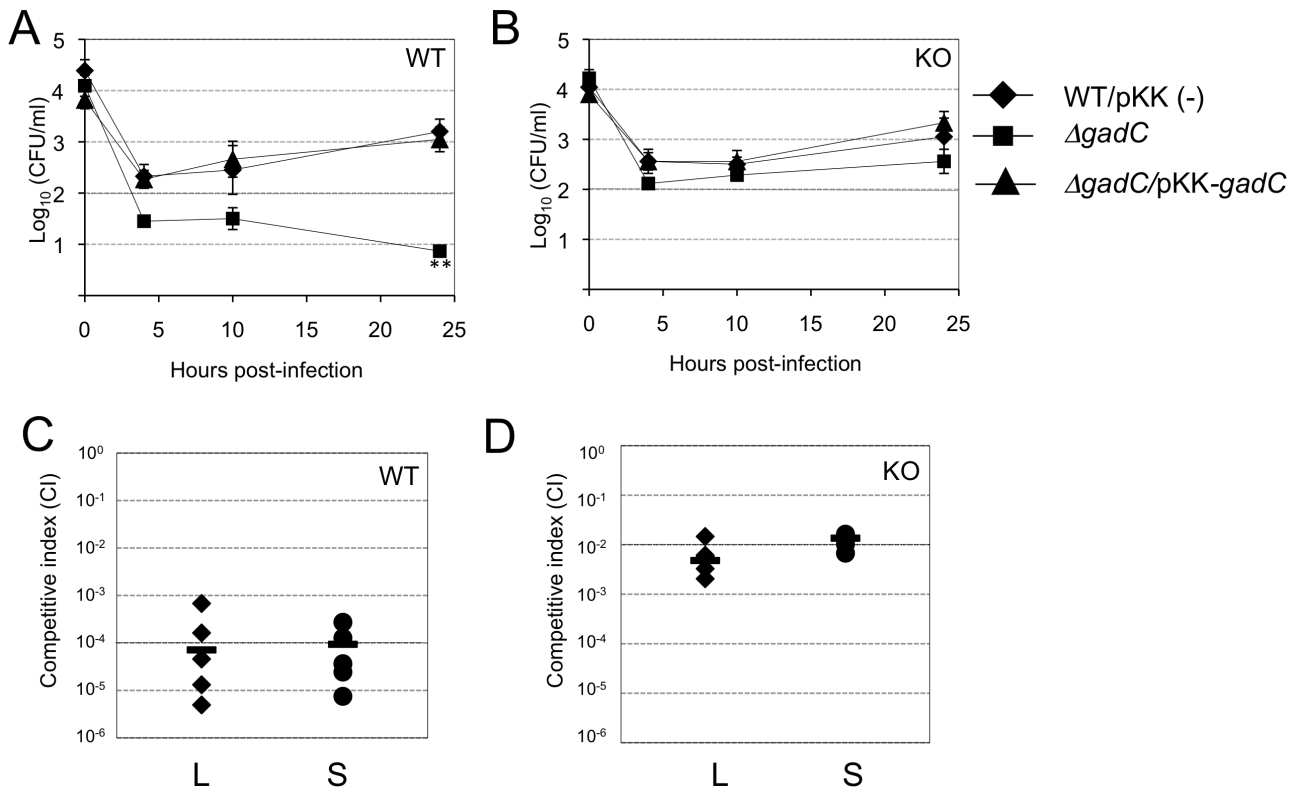 A
WT
5
4
3
2
1
Log10 (CFU/ml)
0 5 10 15 20 25
Hours post-infection
**
B
KO
5
4
3
2
1
Log10 (CFU/ml)
0 5 10 15 20 25
Hours post-infection
WT/pKK (-)
ΔgadC
ΔgadC/pKK-gadC
C
WT
10^0
10^-1
10^-2
10^-3
10^-4
10^-5
10^-6
Competitive index (CI)
L S
D
KO
10^0
10^-1
10^-2
10^-3
10^-4
10^-5
10^-6
Competitive index (CI)
L S